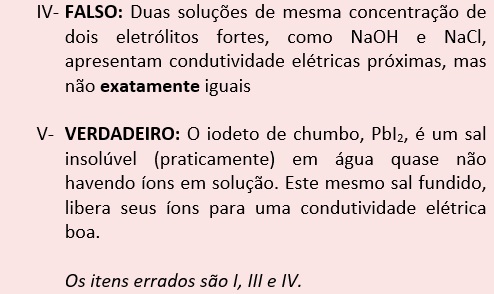 IV- FALSO: Duas soluções de mesma concentração de
dois eletrólitos fortes, como NaOH e NaCl,
apresentam condutividade elétricas próximas, mas
não exatamente iguais
V- VERDADEIRO: O iodeto de chumbo, PbI₂, é um sal
insolúvel (praticamente) em água quase não
havendo íons em solução. Este mesmo sal fundido,
libera seus íons para uma condutividade elétrica
boa.
Os itens errados são I, III e IV.